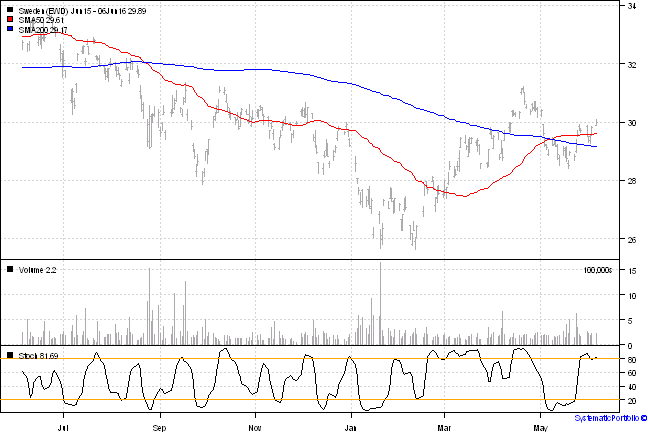 Sweden (EWD) Jun 15 - 06Jun16 29.89
SMA50 29.61
SMA200 29.17
34
32
30
28
26
Volume 2.2
100,000s
15
10
5
0
Stoch 81.69
80
60
40
20
Jul
Sep
Nov
Jan
Mar
May
SystematicPortfolio ©